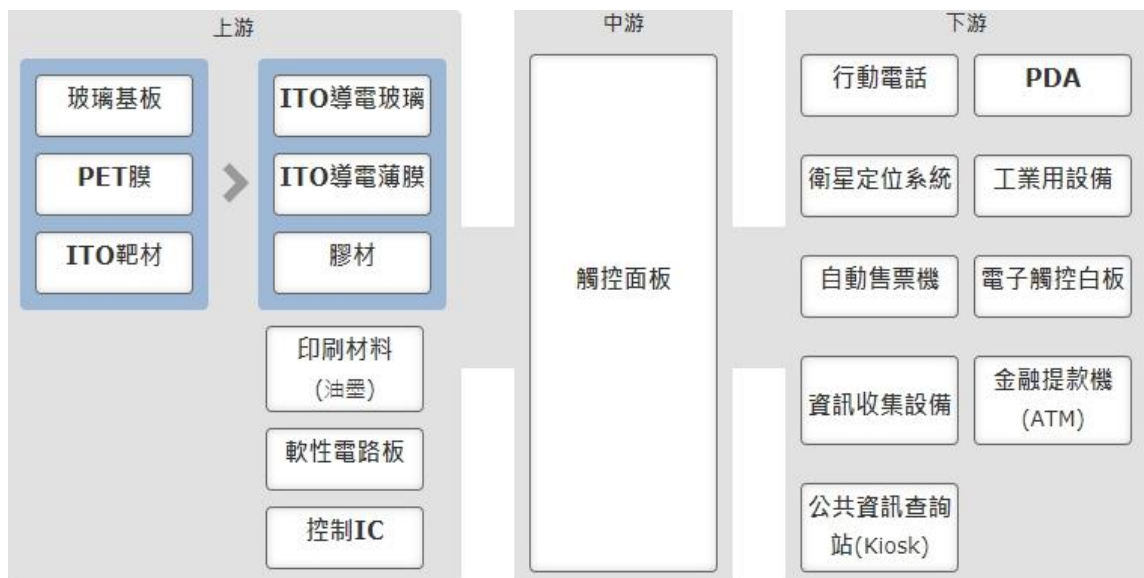 上游
玻璃基板
PET膜
ITO靶材
ITO導電玻璃
ITO導電薄膜
膠材
印刷材料
(油墨)
軟性電路板
控制IC
中游
觸控面板
下游
行動電話
PDA
衛星定位系統
工業用設備
自動售票機
電子觸控白板
資訊收集設備
金融提款機
(ATM)
公共資訊查詢
站(Kiosk)